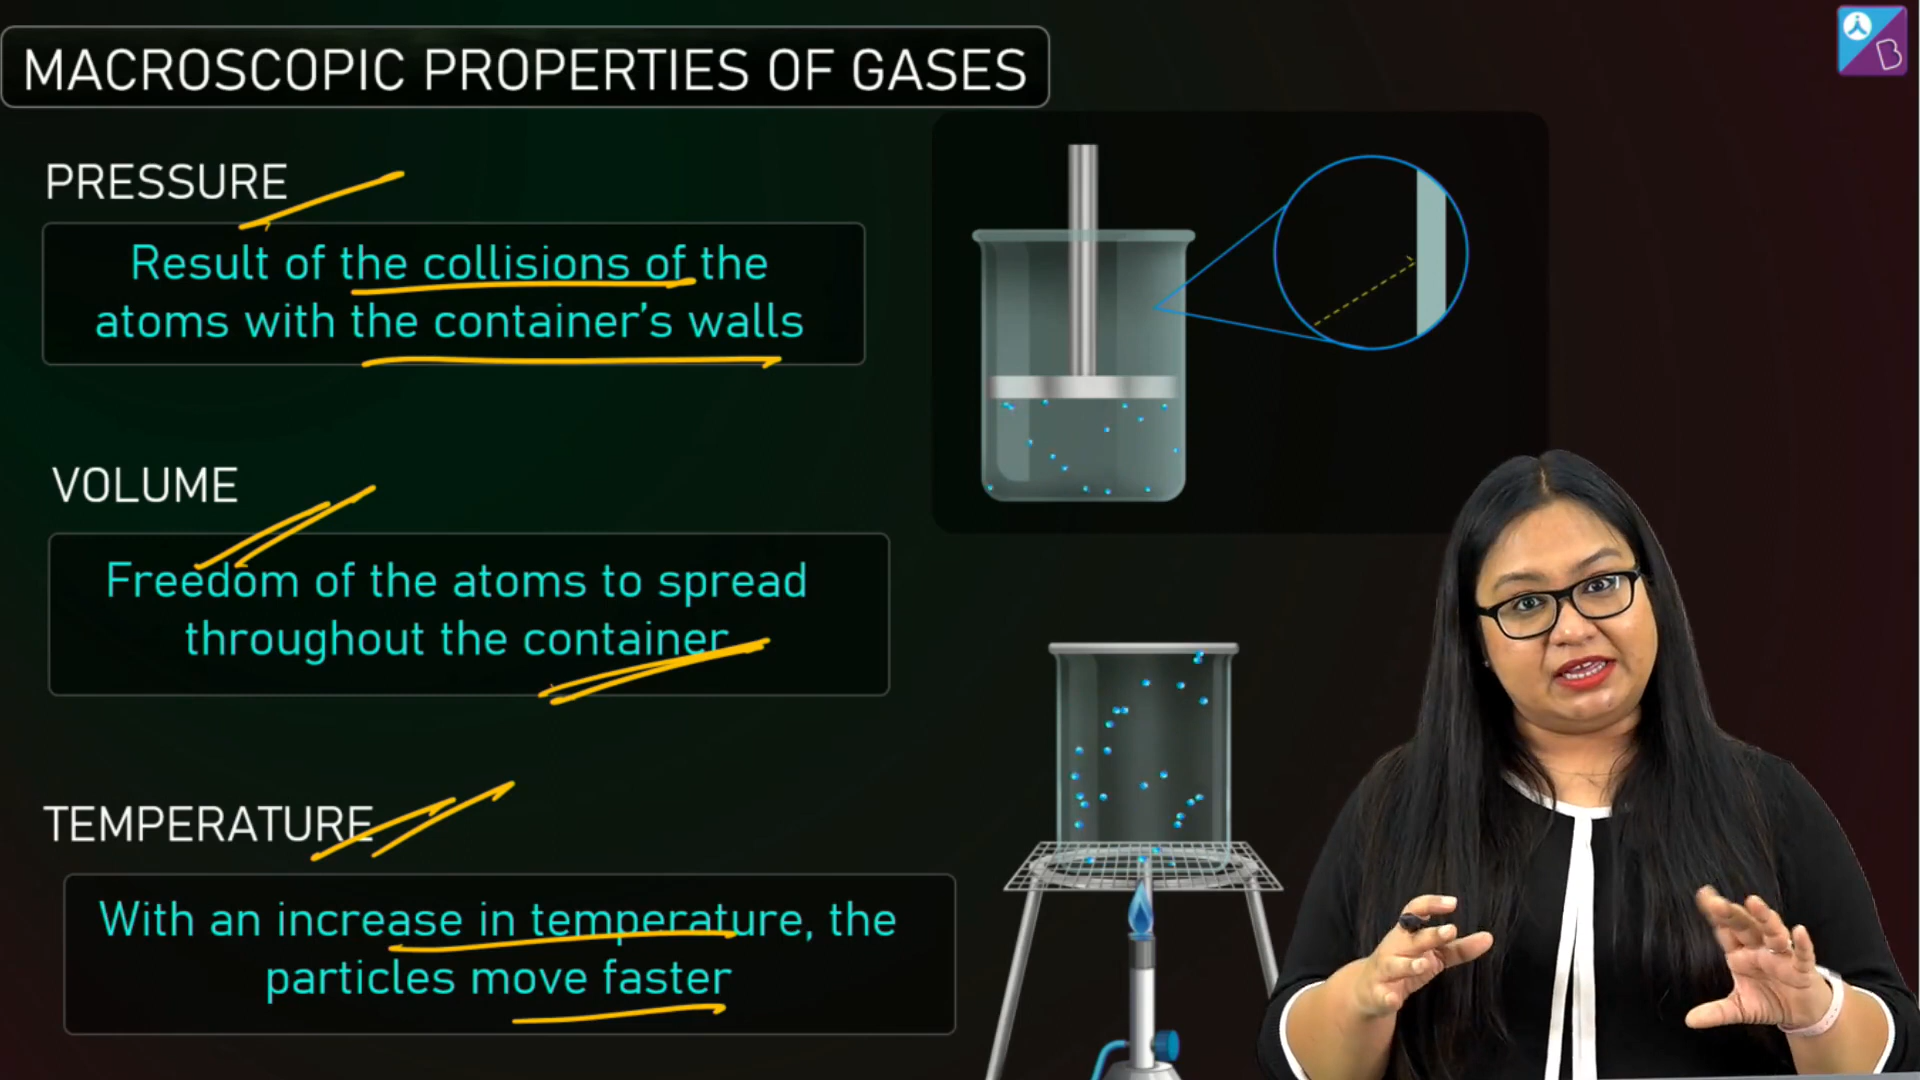 MACROSCOPIC PROPERTIES OF GASES
PRESSURE
Result of the collisions of the
atoms with the container's walls
VOLUME
Freedom of the atoms to spread
throughout the container
TEMPERATURE
With an increase in temperature, the
particles move faster
B